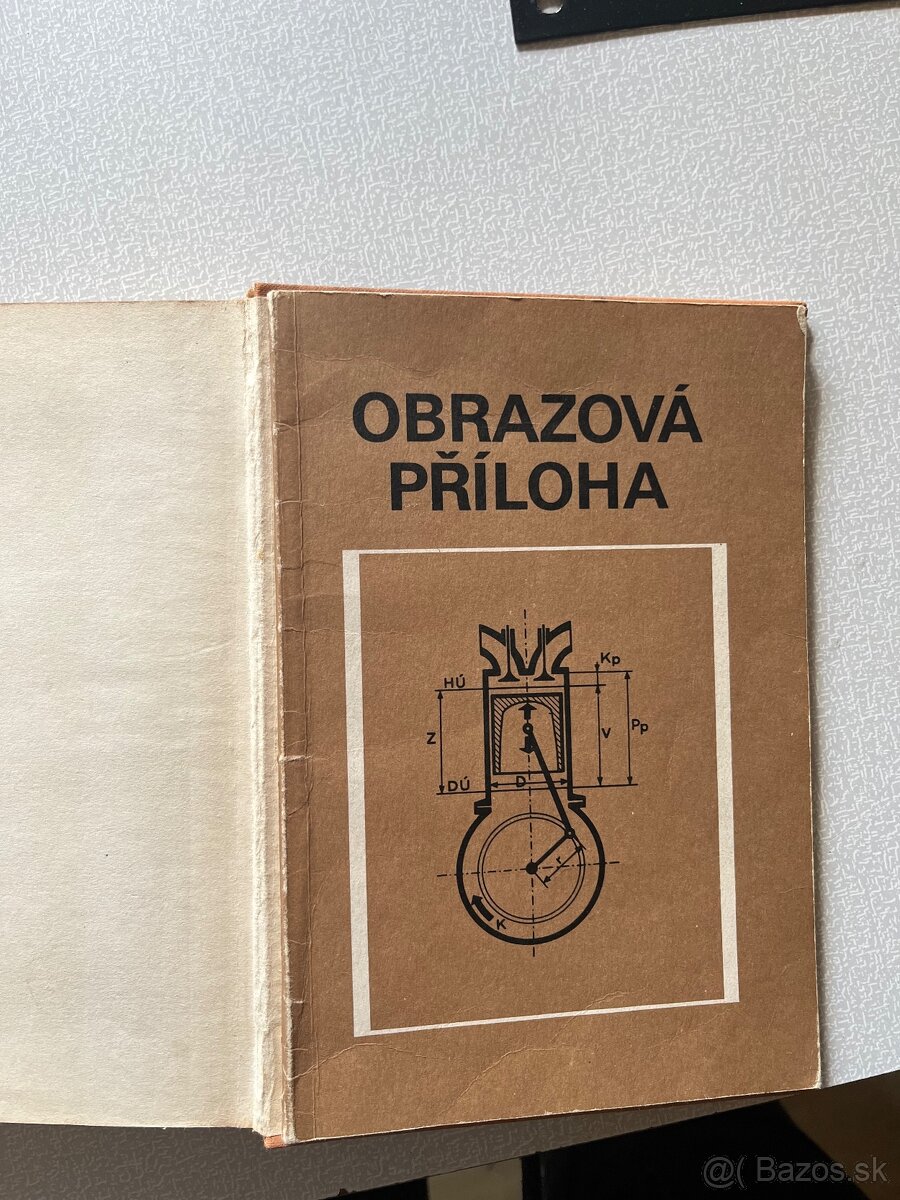 OBRAZOVÁ
PŘÍLOHA
Kp
HÚ
Z
V
Pp
DÚ
D
r
K
@( Bazos.sk